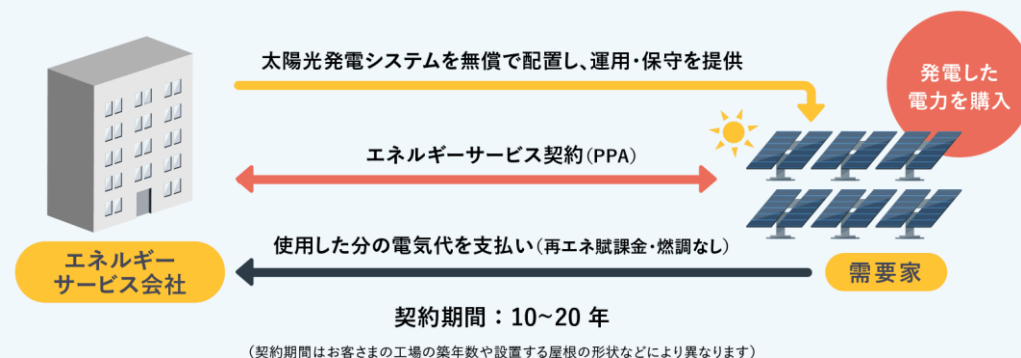 太陽光発電システムを無償で配置し、運用・保守を提供
発電した
電力を購入
エネルギーサービス契約(PPA)
使用した分の電気代を支払い(再エネ賦課金・燃調なし)
エネルギー
サービス会社
需要家
契約期間：10~20 年
(契約期間はお客さまの工場の築年数や設置する屋根の形状などにより異なります)